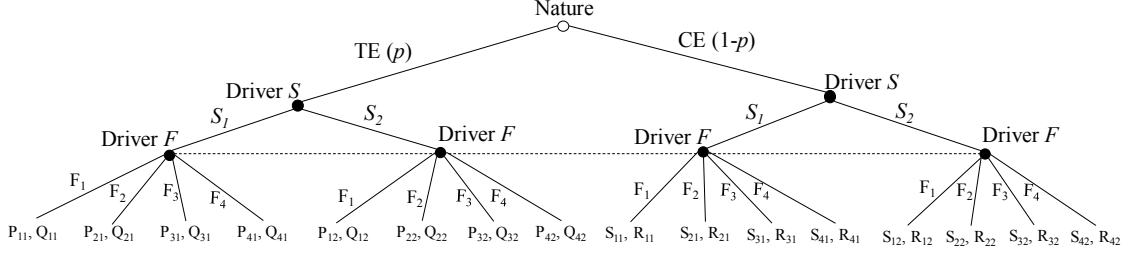 Nature
TE (p) CE (1-p)
Driver S Driver S
S₁ S₂ S₁ S₂
Driver F Driver F Driver F Driver F
F₁ F₂ F₃ F₄ F₁ F₂ F₃ F₄ F₁ F₂ F₃ F₄ F₁ F₂ F₃ F₄
P₁₁, Q₁₁ P₂₁, Q₂₁ P₃₁, Q₃₁ P₄₁, Q₄₁ P₁₂, Q₁₂ P₂₂, Q₂₂ P₃₂, Q₃₂ P₄₂, Q₄₂ S₁₁, R₁₁ S₂₁, R₂₁ S₃₁, R₃₁ S₄₁, R₄₁ S₁₂, R₁₂ S₂₂, R₂₂ S₃₂, R₃₂ S₄₂, R₄₂